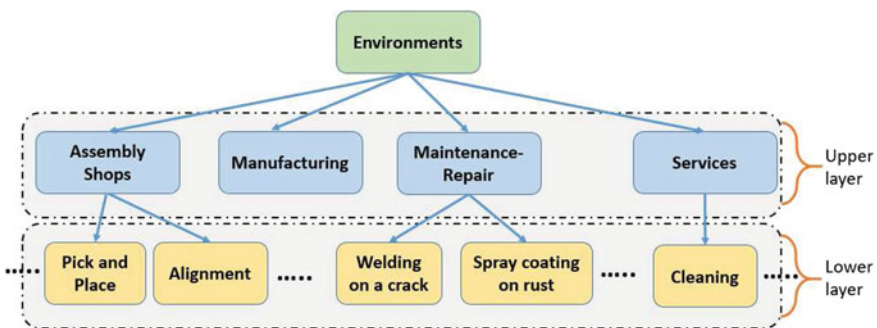 Environments
Assembly
Shops
Manufacturing
Maintenance-
Repair
Services
Upper
layer
Pick and
Place
Alignment
.....
Welding
on a crack
Spray coating
on rust
.....
Cleaning
.....
.....
Lower
layer